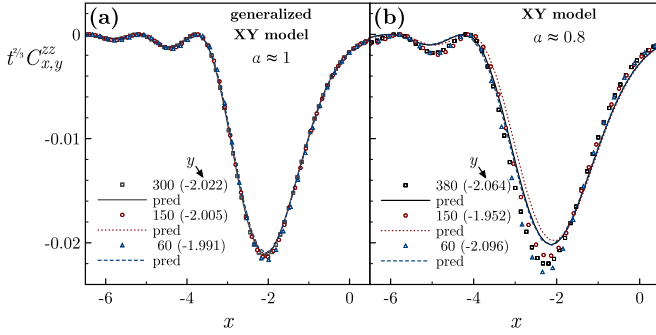 (a)
generalized
XY model
a ≈ 1
(b)
XY model
a ≈ 0.8
t^{2/3} C^{zz}_{x,y}
0
-0.01
-0.02
y
300 (-2.022)
pred
150 (-2.005)
pred
60 (-1.991)
pred
y
380 (-2.064)
pred
150 (-1.952)
pred
60 (-2.096)
pred
-6 -4 -2 0
-6 -4 -2 0
x
x